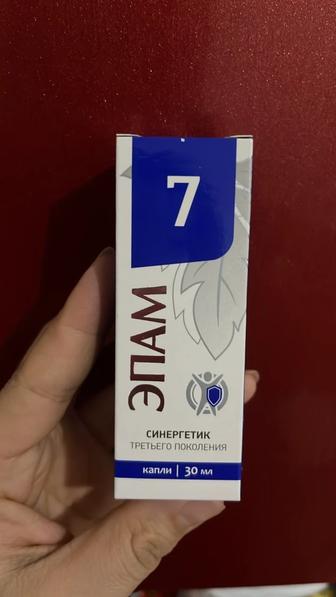 7
ЭПАМ
СИНЕРГЕТИК
ТРЕТЬЕГО ПОКОЛЕНИЯ
капли | 30 мл